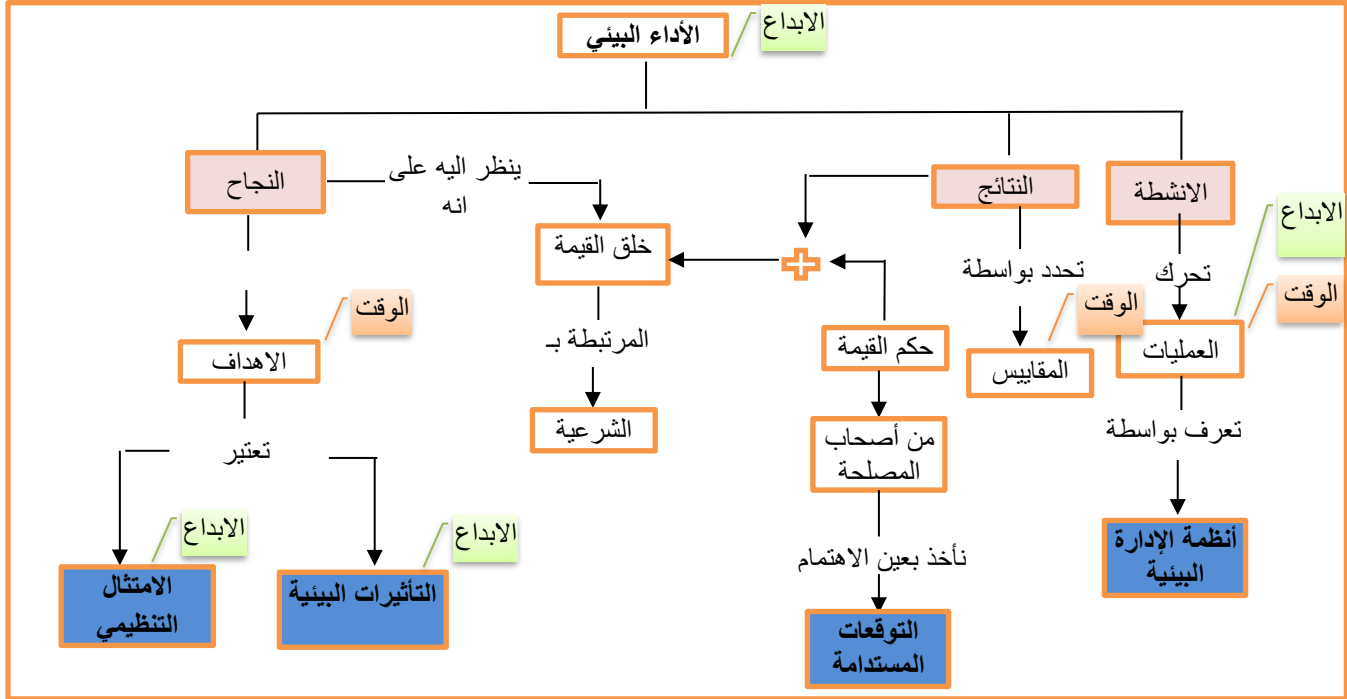 الابداع
الأداء البيئي
الانشطة
النتائج
ينظر اليه على
انه
النجاح
الابداع
خلق القيمة
تحرك
تحدد بواسطة
الوقت
الوقت
الوقت
العمليات
المقاييس
حكم القيمة
المرتبطة بـ
الاهداف
تعرف بواسطة
من أصحاب
المصلحة
الشرعية
تعتير
الابداع
الابداع
أنظمة الإدارة
البيئية
نأخذ بعين الاهتمام
التأثيرات البيئية
الامتثال
التنظيمي
التوقعات
المستدامة